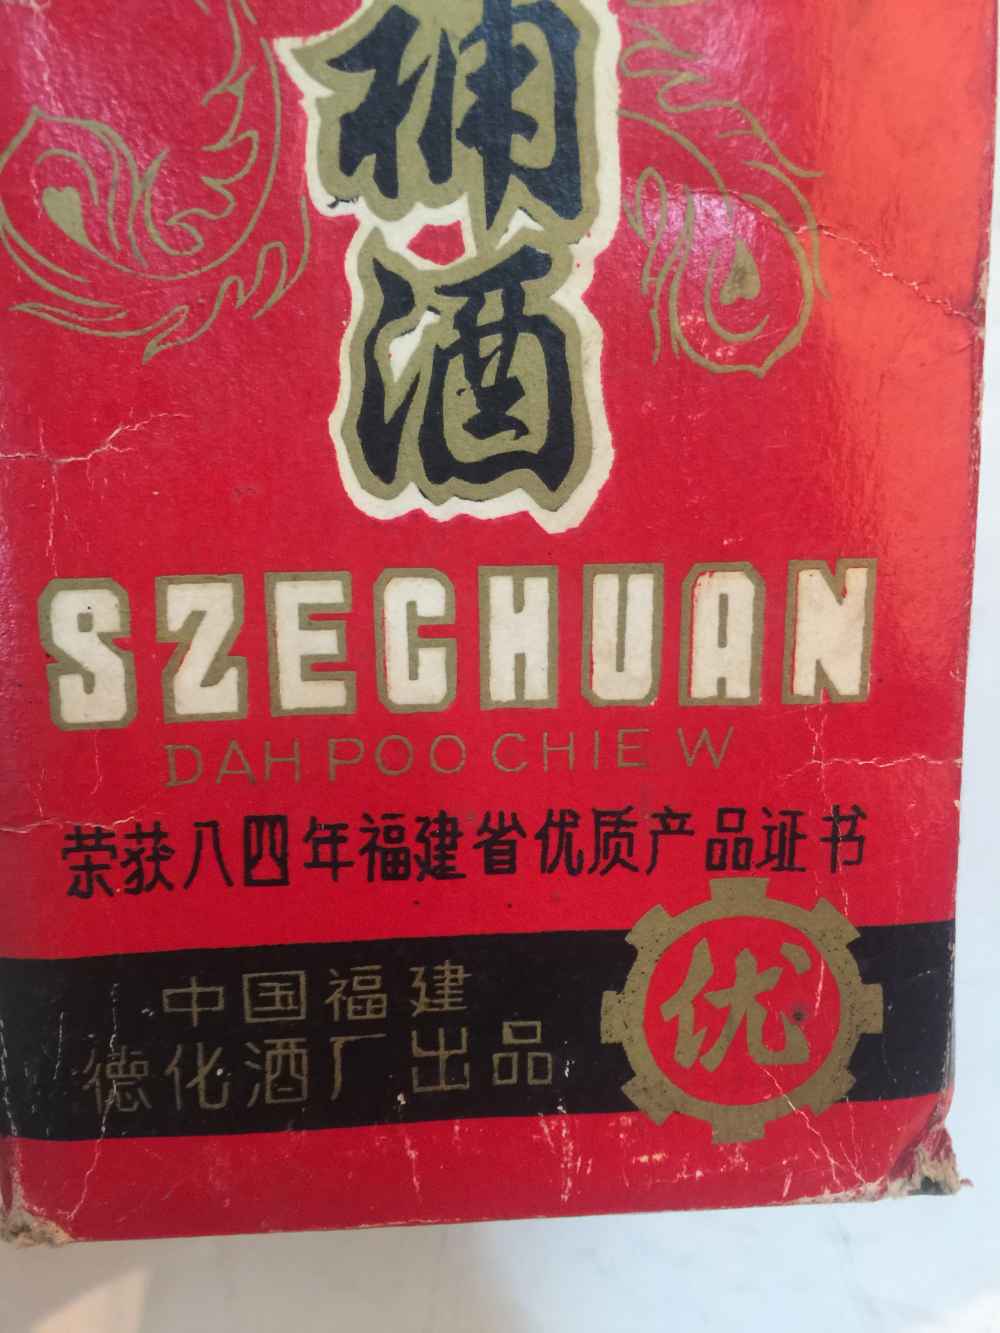 补
酒
SZECHUAN
DAH POO CHIEW
荣获八四年福建省优质产品证书
中国福建
德化酒厂出品
优